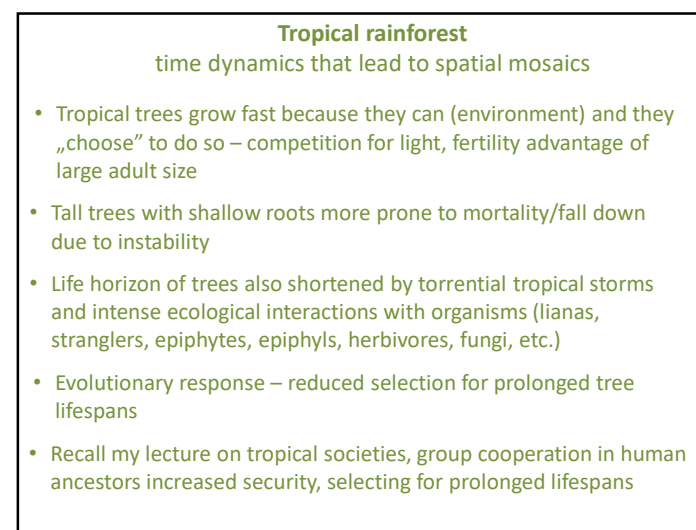 Tropical rainforest
time dynamics that lead to spatial mosaics
• Tropical trees grow fast because they can (environment) and they
„choose” to do so – competition for light, fertility advantage of
large adult size
• Tall trees with shallow roots more prone to mortality/fall down
due to instability
• Life horizon of trees also shortened by torrential tropical storms
and intense ecological interactions with organisms (lianas,
stranglers, epiphytes, epiphyls, herbivores, fungi, etc.)
• Evolutionary response – reduced selection for prolonged tree
lifespans
• Recall my lecture on tropical societies, group cooperation in human
ancestors increased security, selecting for prolonged lifespans